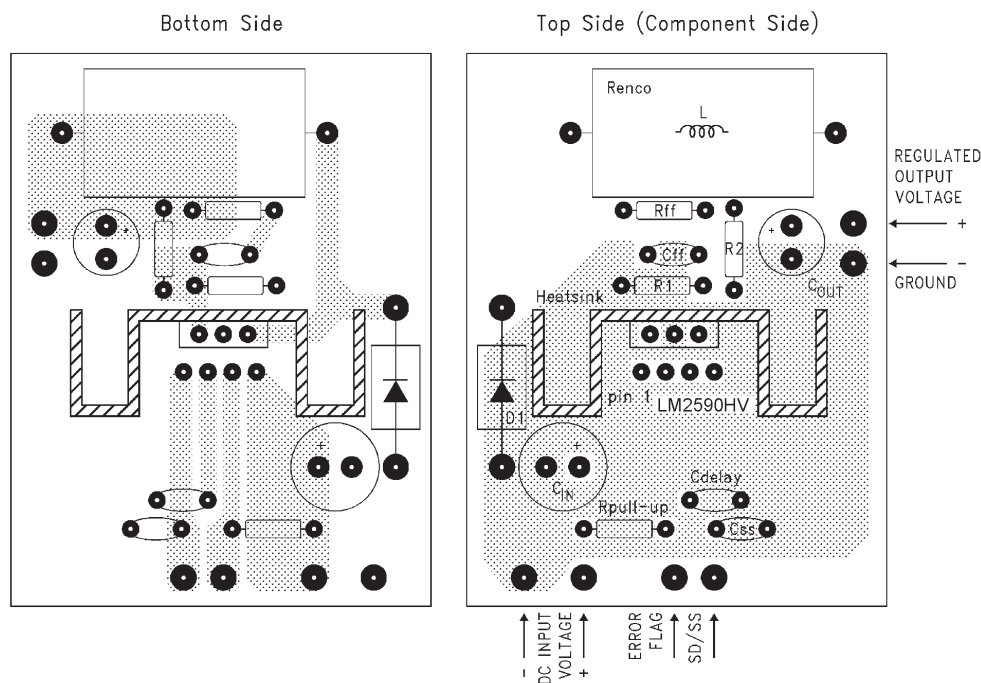 Bottom Side
Top Side (Component Side)
Renco
L
REGULATED
OUTPUT
VOLTAGE
+
-
GROUND
Rff
Cff
R1
R2
+
COUT
Heatsink
pin 1
LM2590HV
D1
+
CIN
+
+
Cdelay
Rpull-up
Css
-
DC INPUT
VOLTAGE
+
ERROR
FLAG
SD/SS